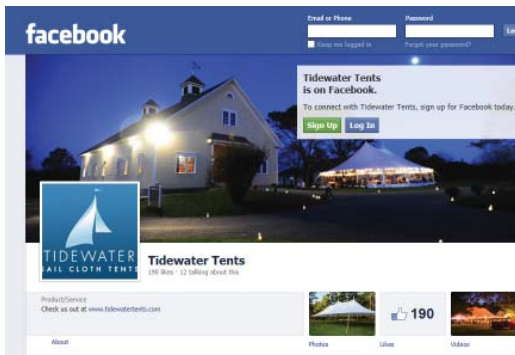 facebook
Email or Phone
Password
Keep me logged in
Forgot your password?
Tidewater Tents
is on Facebook.
To connect with Tidewater Tents, sign up for Facebook today.
Sign Up
Log In
TIDEWATER
SAIL CLOTH TENTS
Tidewater Tents
190 likes · 12 talking about this
Product/Service
Check us out at www.tidewatertents.com
About
190
Photos
Likes
Videos